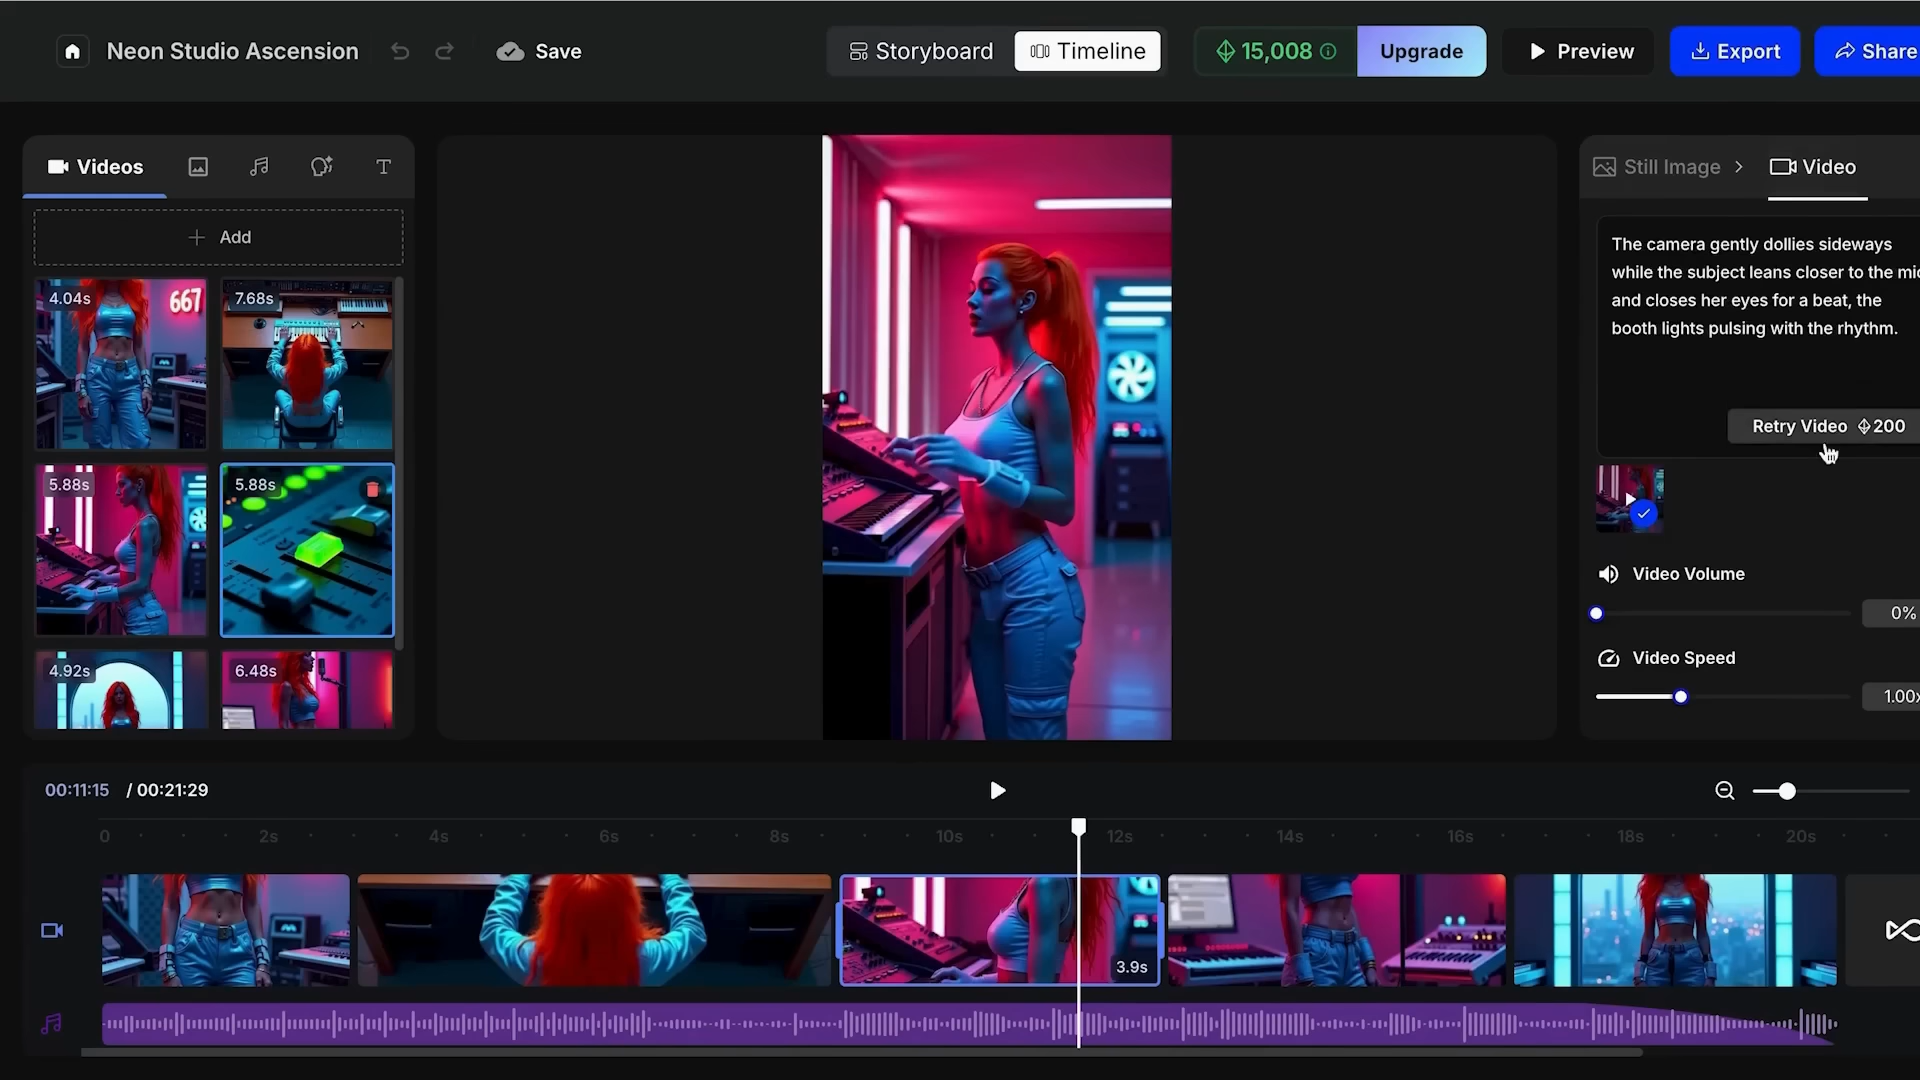 Neon Studio Ascension
Save
Storyboard
Timeline
15,008
Upgrade
Preview
Export
Share
Videos
T
Add
4.04s
667
7.68s
5.88s
5.88s
4.92s
6.48s
Still Image
Video
The camera gently dollies sideways
while the subject leans closer to the mic
and closes her eyes for a beat, the
booth lights pulsing with the rhythm.
Retry Video 200
Video Volume
0%
Video Speed
1.00x
00:11:15 / 00:21:29
0 2s 4s 6s 8s 10s 12s 14s 16s 18s 20s
3.9s